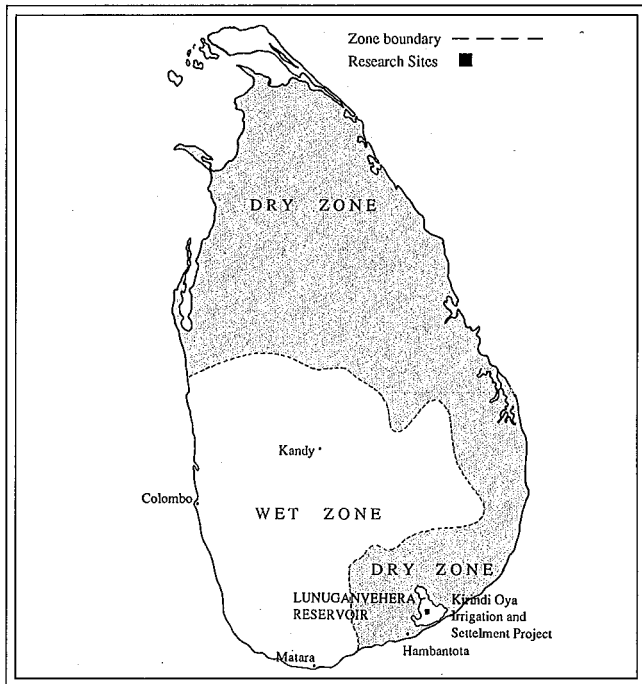 Zone boundary
Research Sites
DRY ZONE
Kandy
Colombo
WET ZONE
DRY ZONE
LUNUGANVEHERA
RESERVOIR
Kirindi Oya
Irrigation and
Settelment Project
Hambantota
Matara